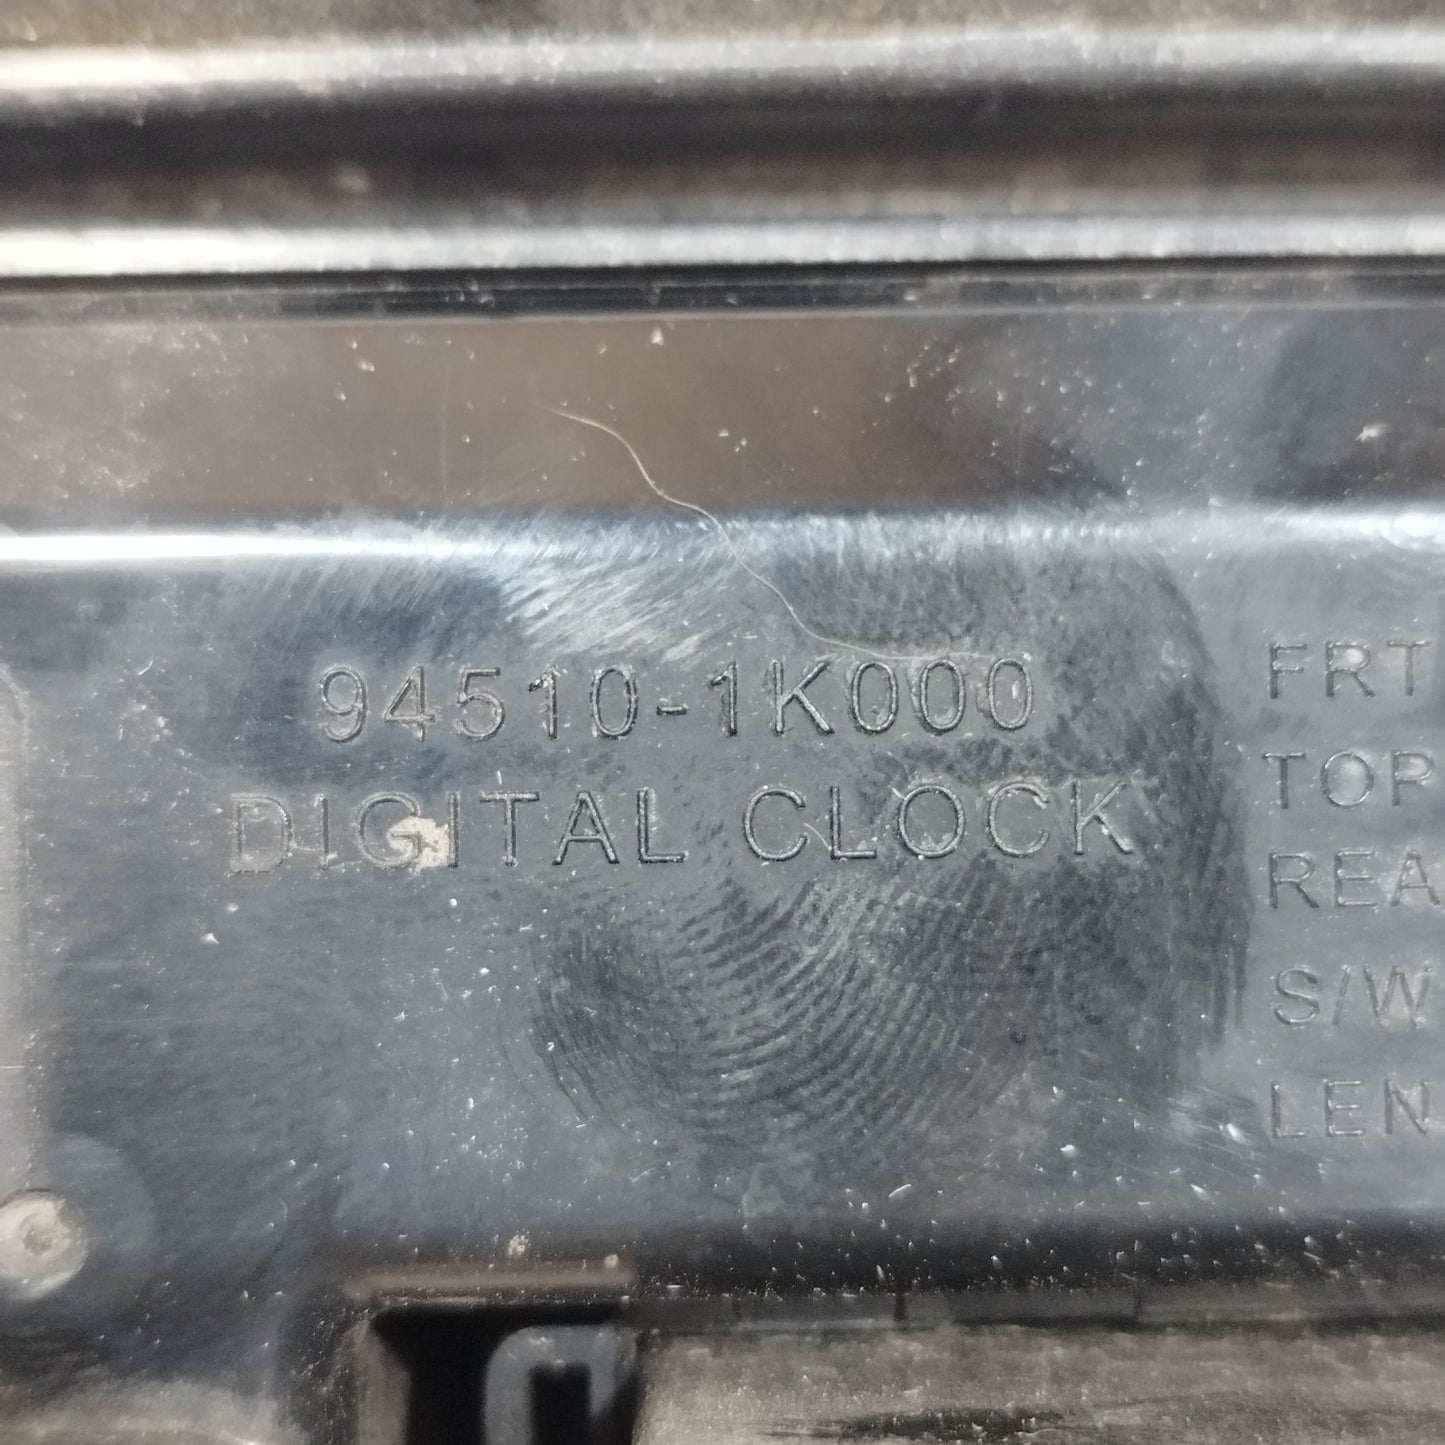 94510-1K000
DIGITAL CLOCK
FRT
TOP
REA
S/W
LEN